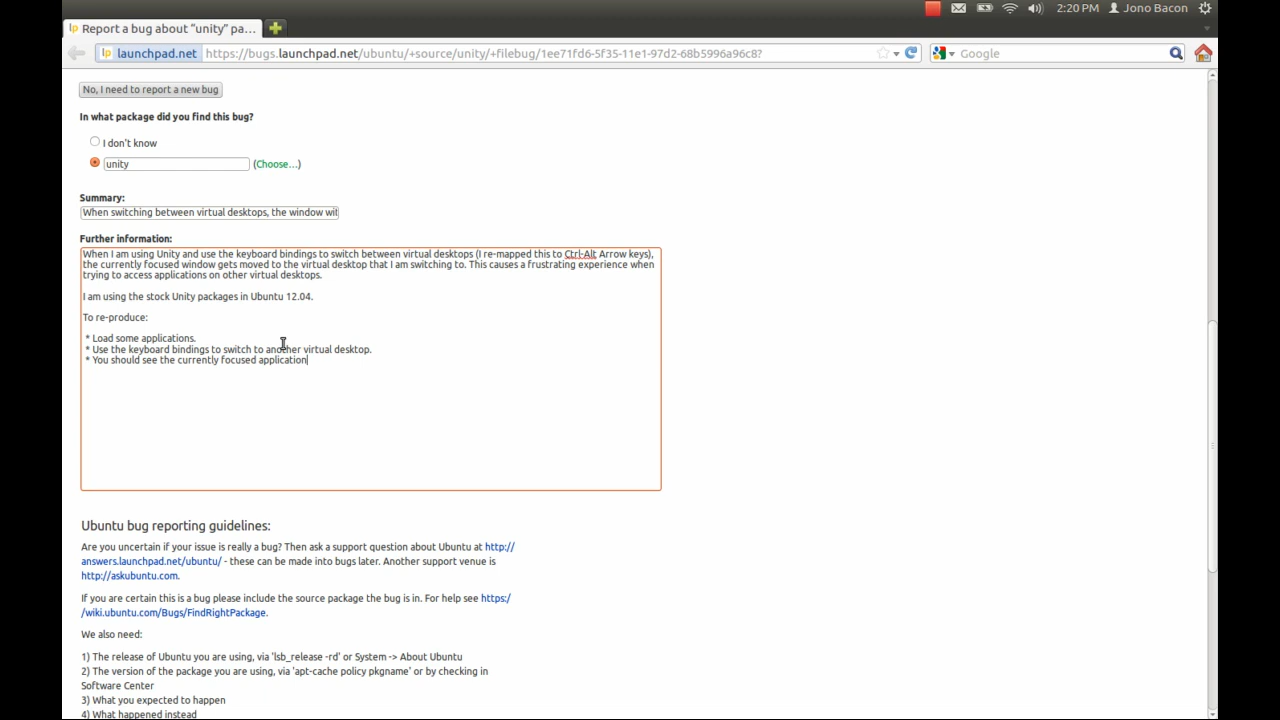 2:20 PM Jono Bacon
Report a bug about “unity” pa...
launchpad.net https://bugs.launchpad.net/ubuntu/+source/unity/+filebug/1ee71fd6-5f35-11e1-97d2-68b5996a96c8? Google
No, I need to report a new bug
In what package did you find this bug?
I don't know
unity (Choose...)
Summary:
When switching between virtual desktops, the window wil
Further information:
When I am using Unity and use the keyboard bindings to switch between virtual desktops (I re-mapped this to Ctrl-Alt Arrow keys),
the currently focused window gets moved to the virtual desktop that I am switching to. This causes a frustrating experience when
trying to access applications on other virtual desktops.
I am using the stock Unity packages in Ubuntu 12.04.
To re-produce:
* Load some applications.
* Use the keyboard bindings to switch to another virtual desktop.
* You should see the currently focused application
Ubuntu bug reporting guidelines:
Are you uncertain if your issue is really a bug? Then ask a support question about Ubuntu at http://
answers.launchpad.net/ubuntu/ - these can be made into bugs later. Another support venue is
http://askubuntu.com.
If you are certain this is a bug please include the source package the bug is in. For help see https:/
/wiki.ubuntu.com/Bugs/FindRightPackage.
We also need:
1) The release of Ubuntu you are using, via 'lsb_release -rd' or System -> About Ubuntu
2) The version of the package you are using, via 'apt-cache policy pkgname' or by checking in
Software Center
3) What you expected to happen
4) What happened instead